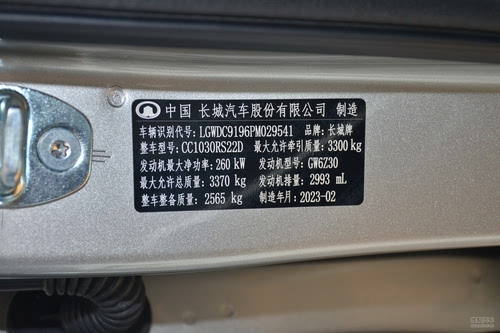 中国 长城汽车股份有限公司 制造
车辆识别代号：LGWDC9196PM029541 品牌：长城牌
整车型号：CC1030RS22D 最大允许牵引质量：3300 kg
发动机最大净功率：260 kW 发动机型号：GW6Z30
最大允许总质量：3370 kg 发动机排量：2993 mL
整车整备质量：2565 kg 制造年月：2023-02